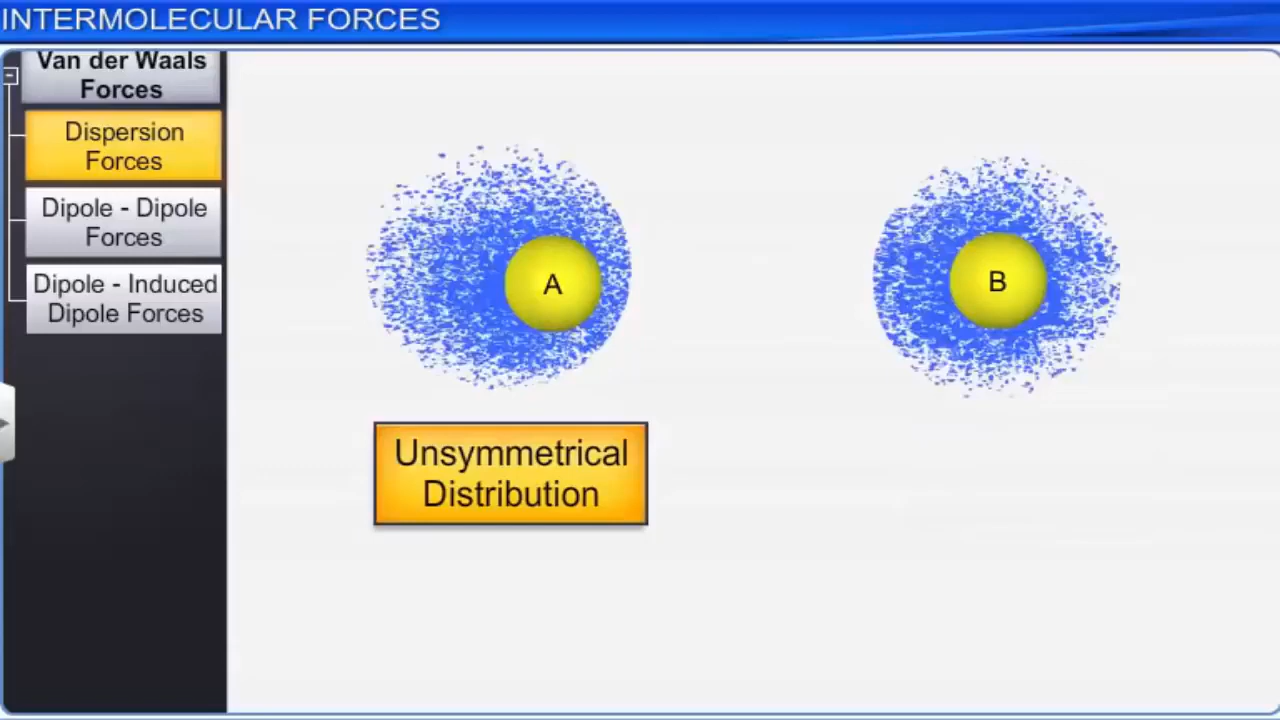 INTERMOLECULAR FORCES
Van der Waals
Forces
Dispersion
Forces
Dipole - Dipole
Forces
Dipole - Induced
Dipole Forces
A
B
Unsymmetrical
Distribution